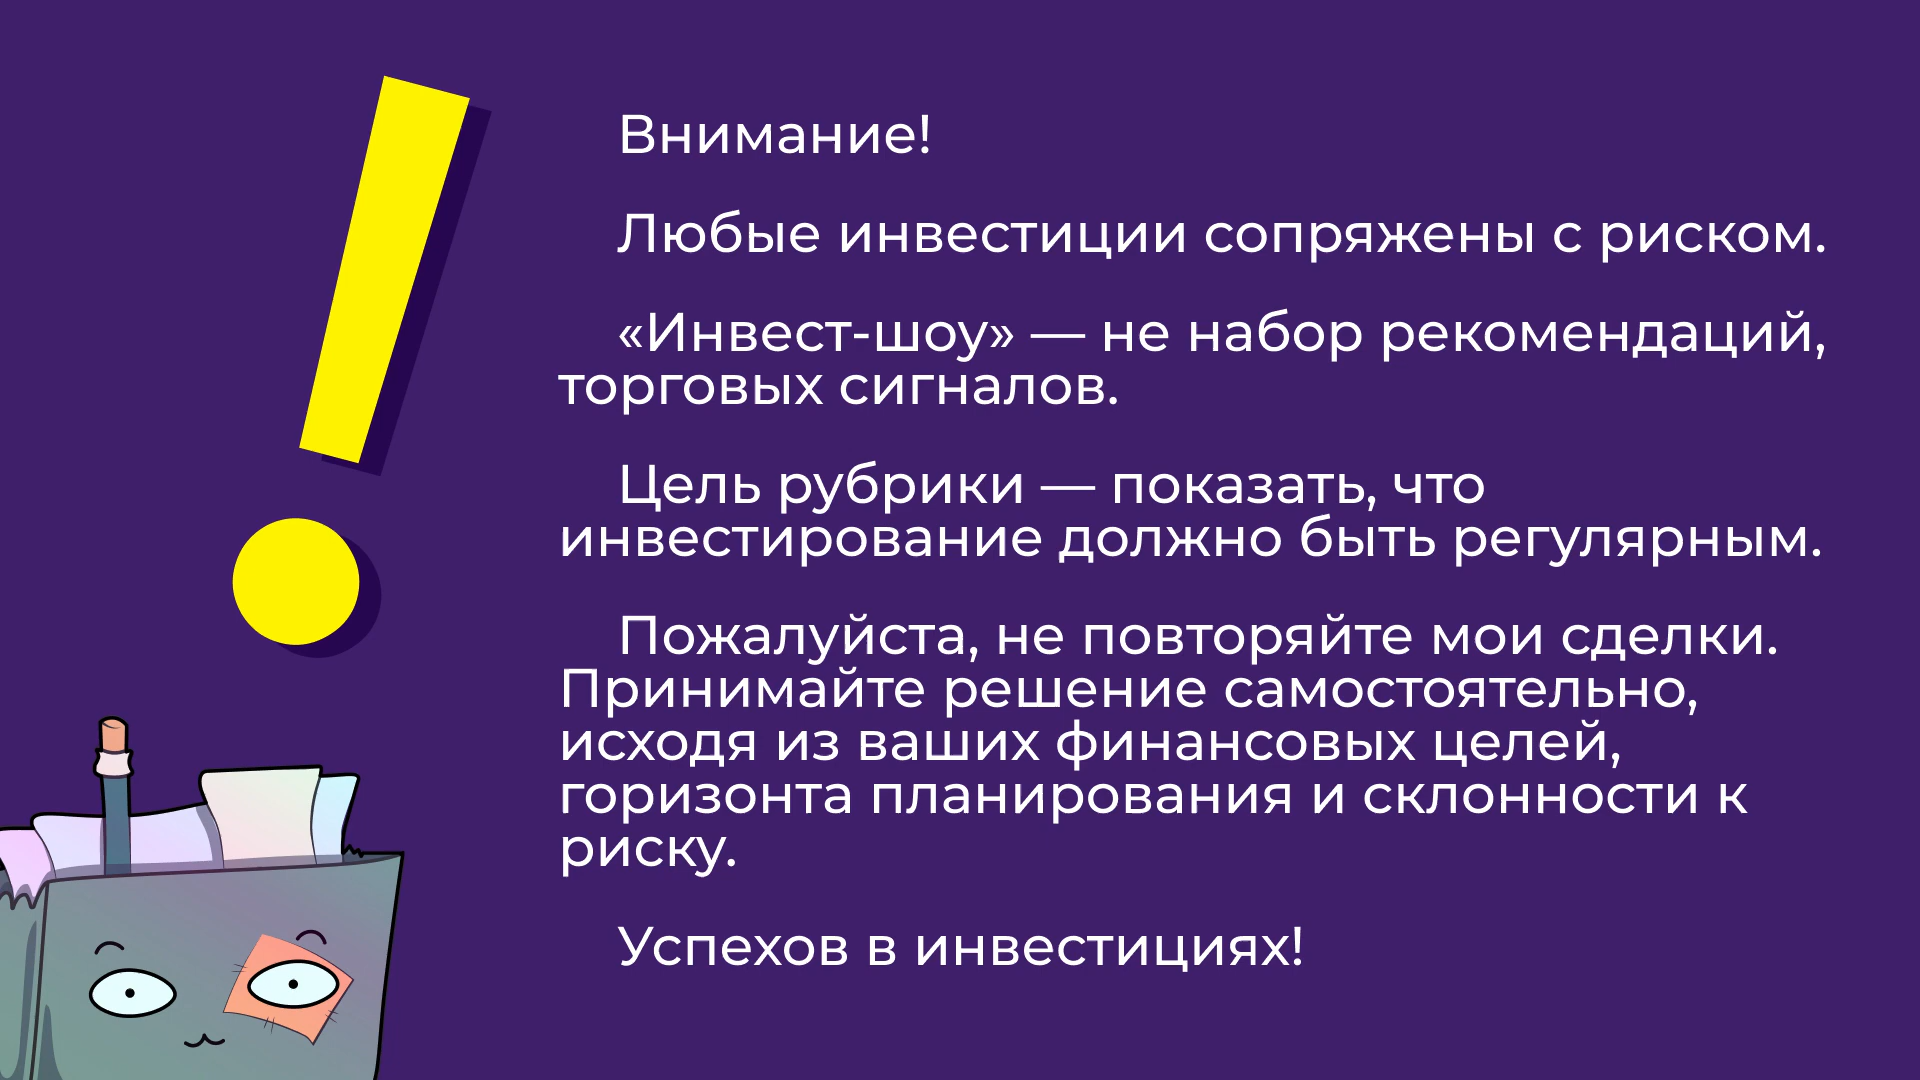 Внимание!
Любые инвестиции сопряжены с риском.
«Инвест-шоу» — не набор рекомендаций,
торговых сигналов.
Цель рубрики — показать, что
инвестирование должно быть регулярным.
Пожалуйста, не повторяйте мои сделки.
Принимайте решение самостоятельно,
исходя из ваших финансовых целей,
горизонта планирования и склонности к
риску.
Успехов в инвестициях!